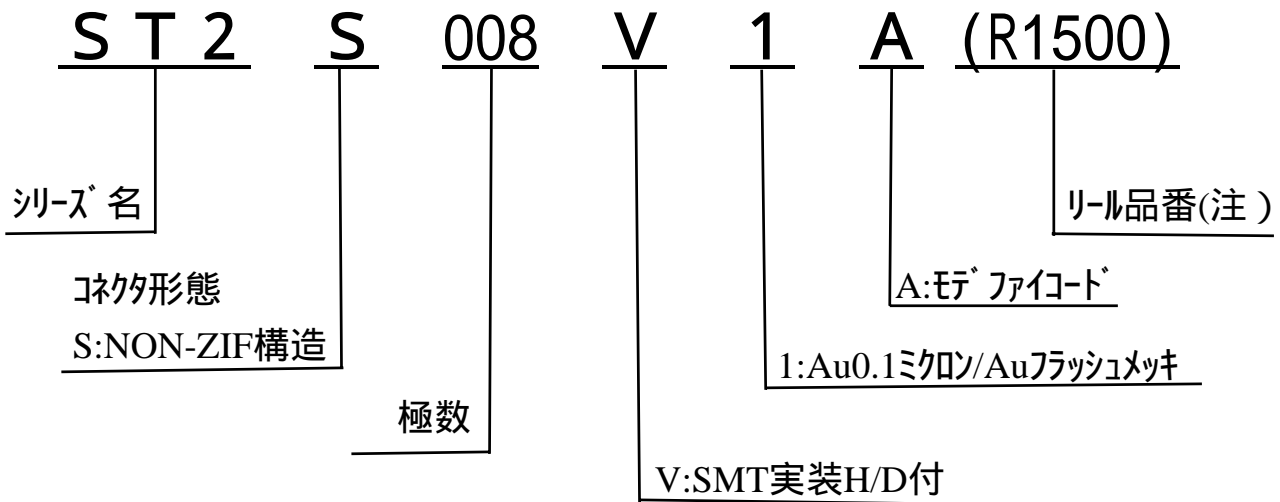 ST2 S 008 V 1 A (R1500)
シリーズ名
リール品番(注)
コネクタ形態
S:NON-ZIF構造
A:モデファイコード
1:Au0.1ミクロン/Auフラッシュメッキ
極数
V:SMT実装H/D付